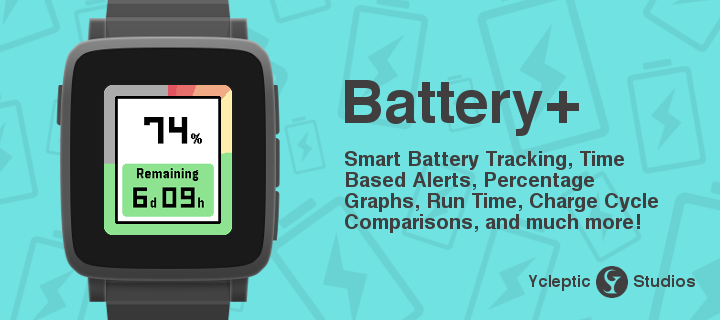 74%
Remaining
6d 09h
Battery+
Smart Battery Tracking, Time
Based Alerts, Percentage
Graphs, Run Time, Charge Cycle
Comparisons, and much more!
Ycleptic Studios